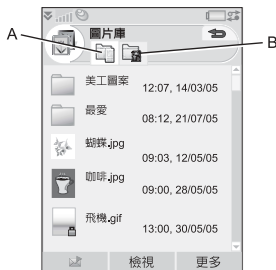 A
B
圖片庫
美工圖案 12:07, 14/03/05
最愛 08:12, 21/07/05
蝴蝶.jpg 09:03, 12/05/05
咖啡.jpg 09:00, 28/05/05
飛機.gif 13:00, 30/05/05
檢視 更多